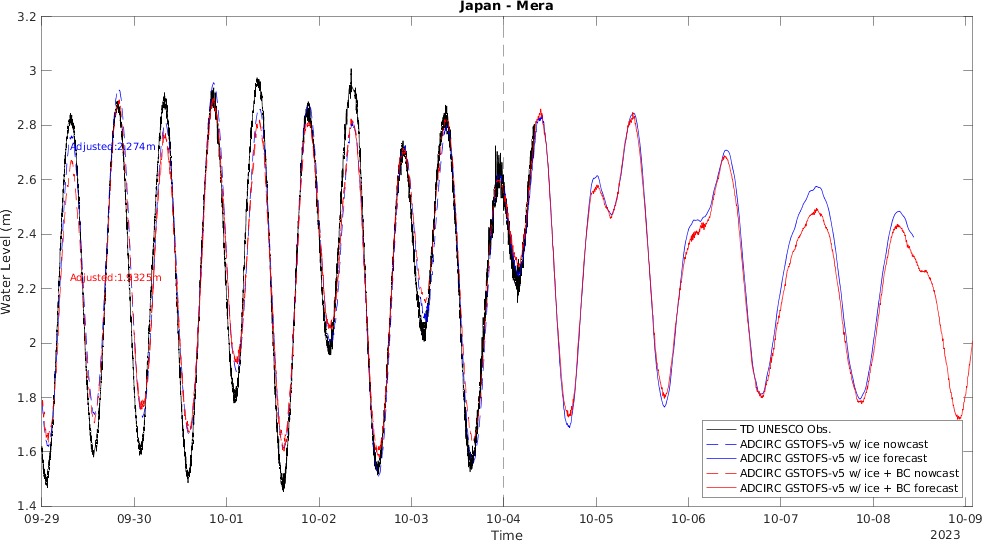 Japan - Mera
Water Level (m)
3.2
3
2.8
2.6
2.4
2.2
2
1.8
1.6
1.4
Adjusted:2.274m
Adjusted:1.9325m
TD UNESCO Obs.
ADCIRC GSTOFS-v5 w/ ice nowcast
ADCIRC GSTOFS-v5 w/ ice forecast
ADCIRC GSTOFS-v5 w/ ice + BC nowcast
ADCIRC GSTOFS-v5 w/ ice + BC forecast
09-29 09-30 10-01 10-02 10-03 10-04 10-05 10-06 10-07 10-08 10-09
Time
2023